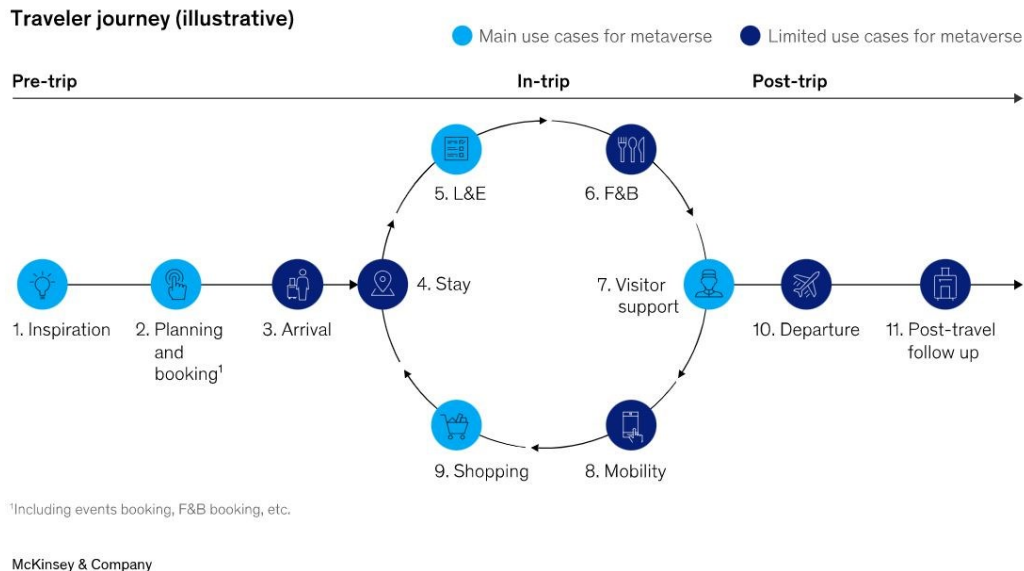 Traveler journey (illustrative)
Main use cases for metaverse
Limited use cases for metaverse
Pre-trip
In-trip
Post-trip
5. L&E
6. F&B
4. Stay
7. Visitor
support
1. Inspiration
2. Planning
and
booking¹
3. Arrival
10. Departure
11. Post-travel
follow up
9. Shopping
8. Mobility
¹Including events booking, F&B booking, etc.
McKinsey & Company